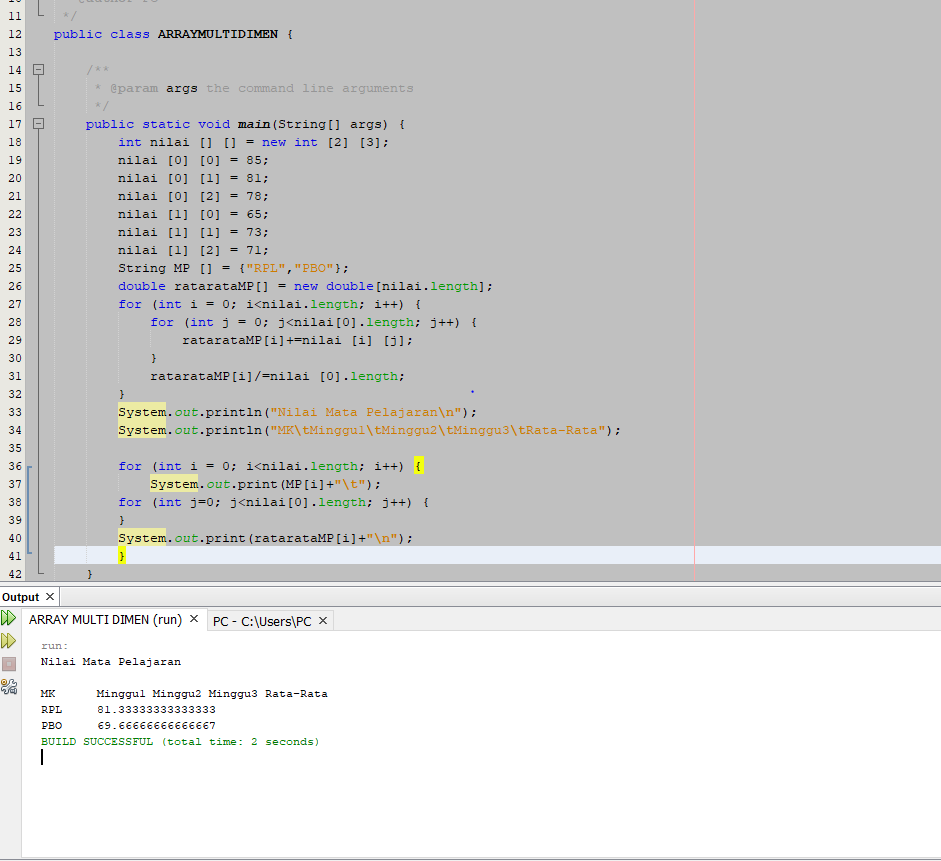 11 */
12 public class ARRAYMULTIDIMEN {
13
14 /**
15 * @param args the command line arguments
16 */
17 public static void main(String[] args) {
18 int nilai [] [] = new int [2] [3];
19 nilai [0] [0] = 85;
20 nilai [0] [1] = 81;
21 nilai [0] [2] = 78;
22 nilai [1] [0] = 65;
23 nilai [1] [1] = 73;
24 nilai [1] [2] = 71;
25 String MP [] = {"RPL","PBO"};
26 double ratarataMP[] = new double[nilai.length];
27 for (int i = 0; i<nilai.length; i++) {
28 for (int j = 0; j<nilai[0].length; j++) {
29 ratarataMP[i]+=nilai [i] [j];
30 }
31 ratarataMP[i]/=nilai [0].length;
32 }
33 System.out.println("Nilai Mata Pelajaran\n");
34 System.out.println("MK\tMinggu1\tMinggu2\tMinggu3\tRata-Rata");
35
36 for (int i = 0; i<nilai.length; i++) {
37 System.out.print(MP[i]+"\t");
38 for (int j=0; j<nilai[0].length; j++) {
39 }
40 System.out.print(ratarataMP[i]+"\n");
41 }
42 }
Output ×
ARRAY MULTI DIMEN (run) × PC - C:\Users\PC ×
run:
Nilai Mata Pelajaran
MK Minggu1 Minggu2 Minggu3 Rata-Rata
RPL 81.33333333333333
PBO 69.66666666666667
BUILD SUCCESSFUL (total time: 2 seconds)